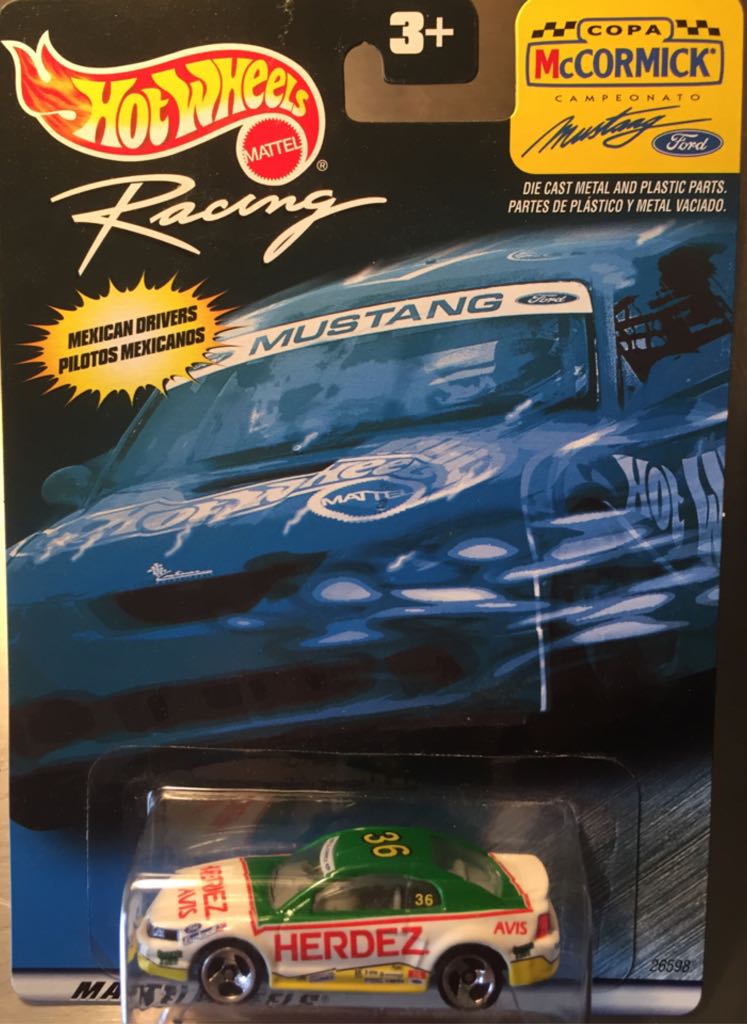 3+
COPA
McCORMICK
CAMPEONATO
Mustang Ford
HOT WHEELS
MATTEL ®
Racing
DIE CAST METAL AND PLASTIC PARTS.
PARTES DE PLÁSTICO Y METAL VACIADO.
MEXICAN DRIVERS
PILOTOS MEXICANOS
MUSTANG Ford
HOT WHEELS
MATTEL
HOT W
36
36
HERDEZ
AVIS
HERDEZ
AVIS
26598